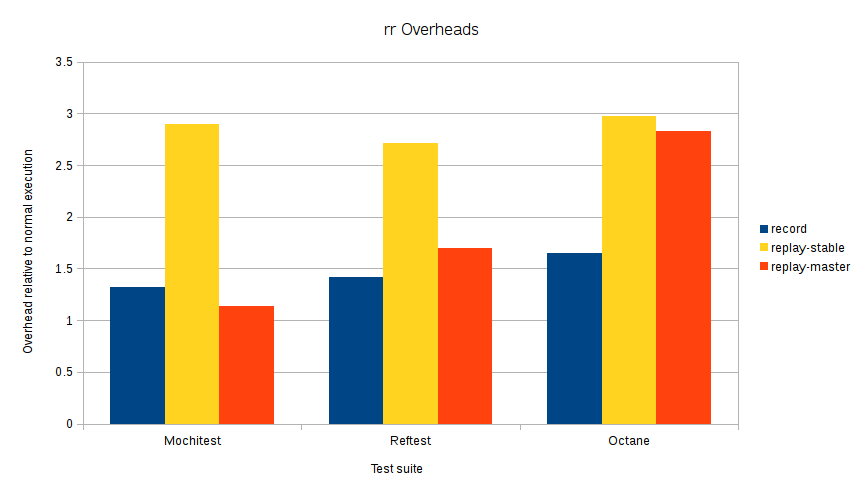 rr Overheads
3.5
3
2.5
2
1.5
1
0.5
0
Overhead relative to normal execution
Mochitest
Reftest
Octane
Test suite
record
replay-stable
replay-master